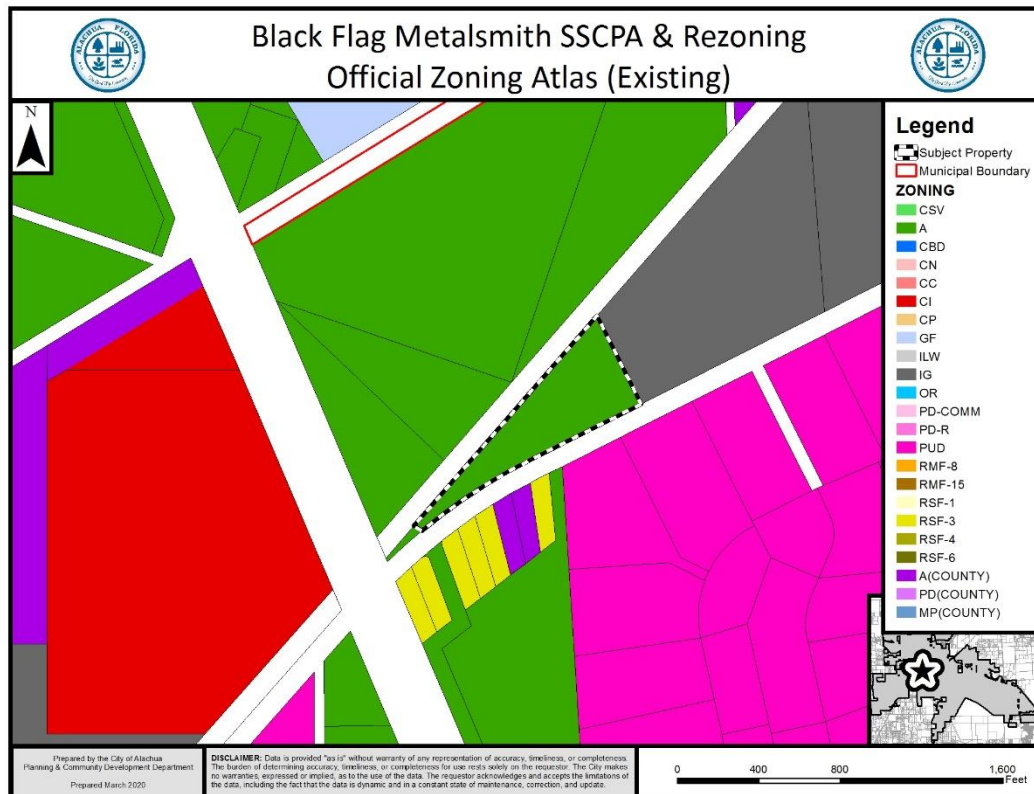 Black Flag Metalsmith SSCPA & Rezoning
Official Zoning Atlas (Existing)
ALACHUA, FLORIDA
ALACHUA, FLORIDA
N
Legend
Subject Property
Municipal Boundary
ZONING
CSV
A
CBD
CN
CC
CI
CP
GF
ILW
IG
OR
PD-COMM
PD-R
PUD
RMF-8
RMF-15
RSF-1
RSF-3
RSF-4
RSF-6
A(COUNTY)
PD(COUNTY)
MP(COUNTY)
Prepared by the City of Alachua
Planning & Community Development Department
Prepared March 2020
DISCLAIMER: Data is provided "as is" without warranty of any representation of accuracy, timeliness, or completeness.
The burden of determining accuracy, timeliness, or completeness for use rests solely on the requestor. The City makes
no warranties, expressed or implied, as to the use of the data. The requestor acknowledges and accepts the limitations of
the data, including the fact that the data is dynamic and in a constant state of maintenance, correction, and update.
0 400 800 1,600
Feet